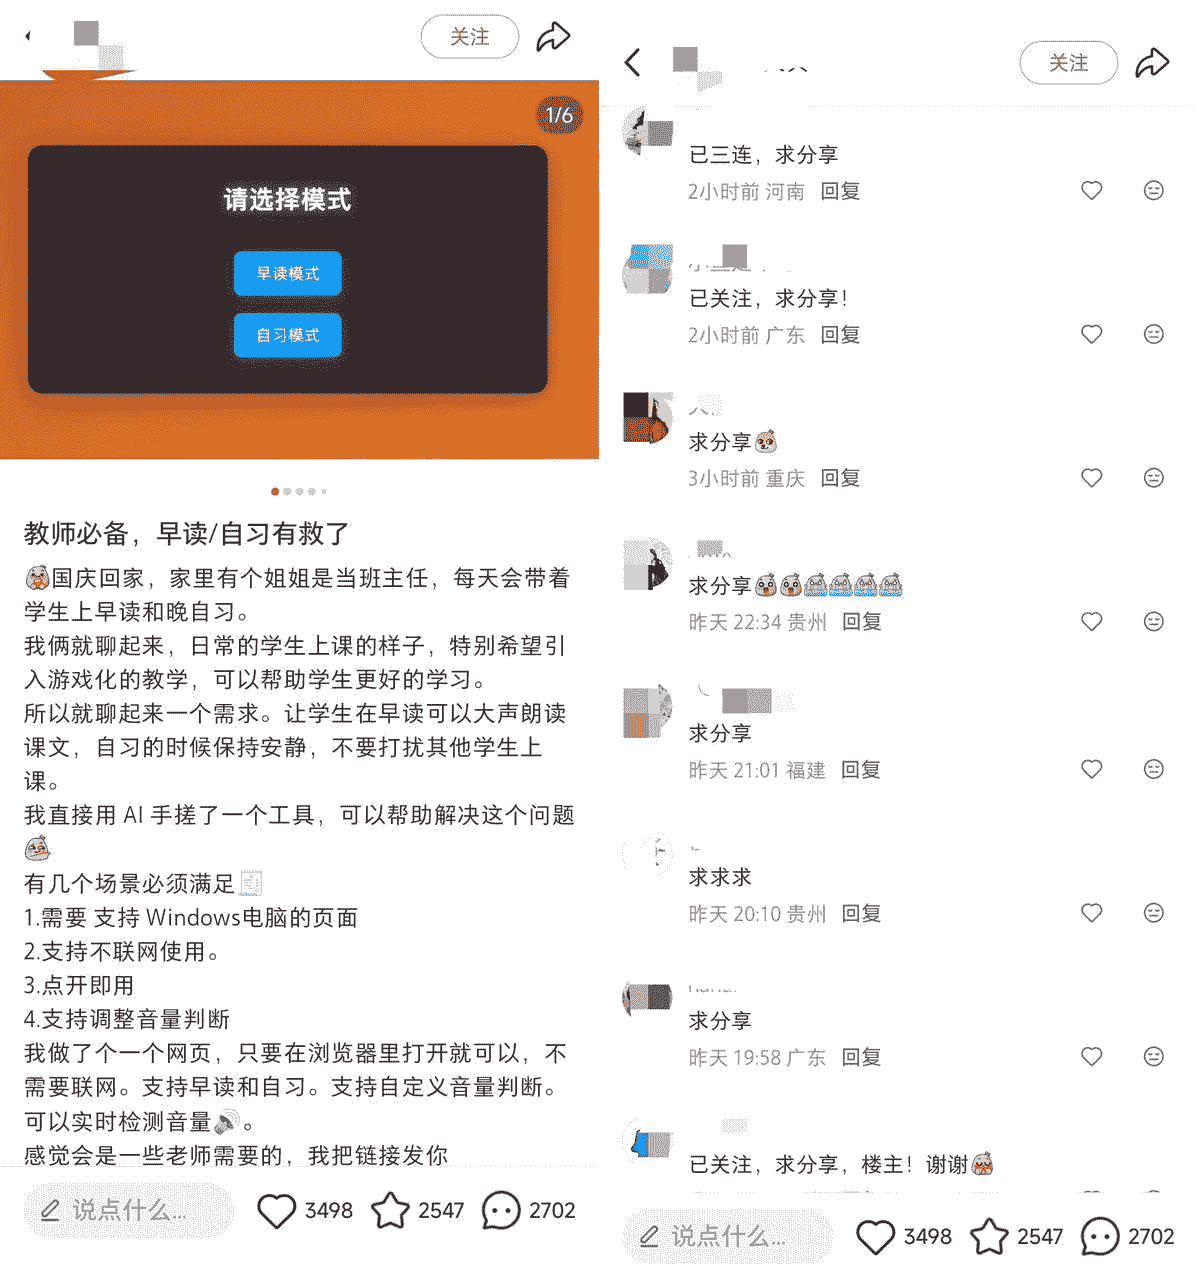 关注
1/6
请选择模式
早读模式
自习模式
教师必备，早读/自习有救了
国庆回家，家里有个姐姐是当班主任，每天会带着
学生上早读和晚自习。
我俩就聊起来，日常的学生上课的样子，特别希望引
入游戏化的教学，可以帮助学生更好的学习。
所以就聊起来一个需求。让学生在早读可以大声朗读
课文，自习的时候保持安静，不要打扰其他学生上
课。
我直接用 AI 手搓了一个工具，可以帮助解决这个问题
有几个场景必须满足
1.需要 支持 Windows电脑的页面
2.支持不联网使用。
3.点开即用
4.支持调整音量判断
我做了个一个网页，只要在浏览器里打开就可以，不
需要联网。支持早读和自习。支持自定义音量判断。
可以实时检测音量🔊。
感觉会是一些老师需要的，我把链接发你
说点什么...
3498
2547
2702
关注
已三连，求分享
2小时前 河南 回复
已关注，求分享！
2小时前 广东 回复
求分享
3小时前 重庆 回复
求分享
昨天 22:34 贵州 回复
求分享
昨天 21:01 福建 回复
求求求
昨天 20:10 贵州 回复
求分享
昨天 19:58 广东 回复
已关注，求分享，楼主！谢谢
说点什么...
3498
2547
2702